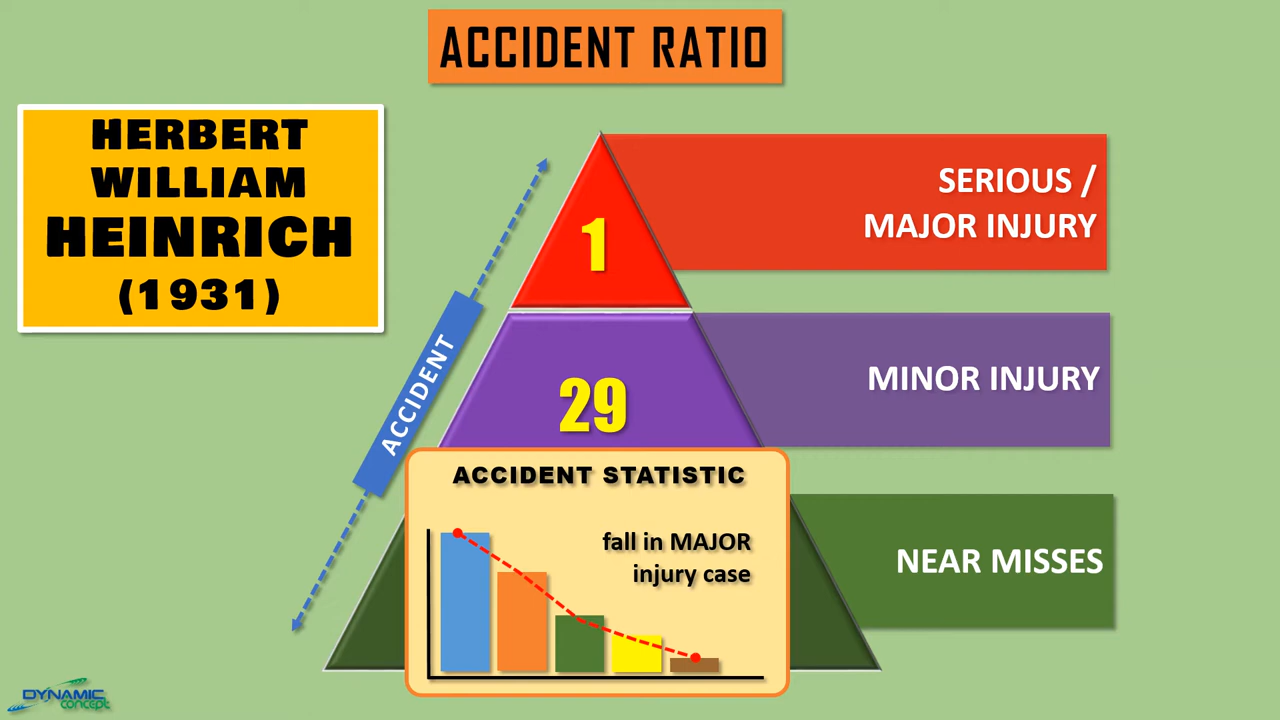 ACCIDENT RATIO
HERBERT
WILLIAM
HEINRICH
(1931)
SERIOUS /
MAJOR INJURY
1
ACCIDENT
MINOR INJURY
29
ACCIDENT STATISTIC
fall in MAJOR
injury case
NEAR MISSES
DYNAMIC
concept